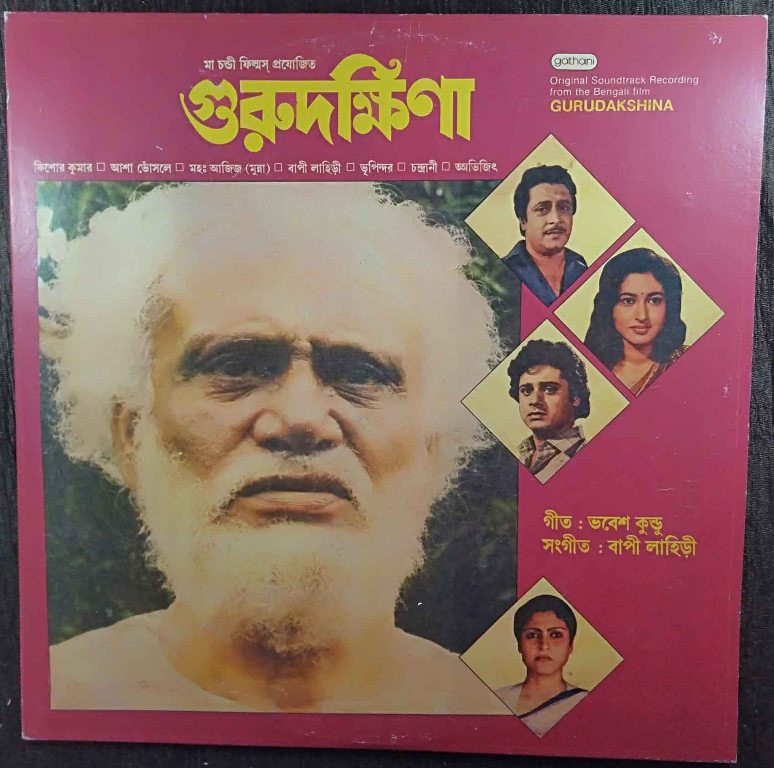 মা চন্ডী ফিল্মস্ প্রযোজিত
গুরুদক্ষিণা
gathani
Original Soundtrack Recording
from the Bengali film
GURUDAKSHINA
কিশোর কুমার □ আশা ভোঁসলে □ মহঃ আজিজ (মুন্না) □ বাপী লাহিড়ী □ ভূপিন্দর □ চন্দ্রানী □ অভিজিৎ
গীত : ভবেশ কুন্ডু
সংগীত : বাপী লাহিড়ী